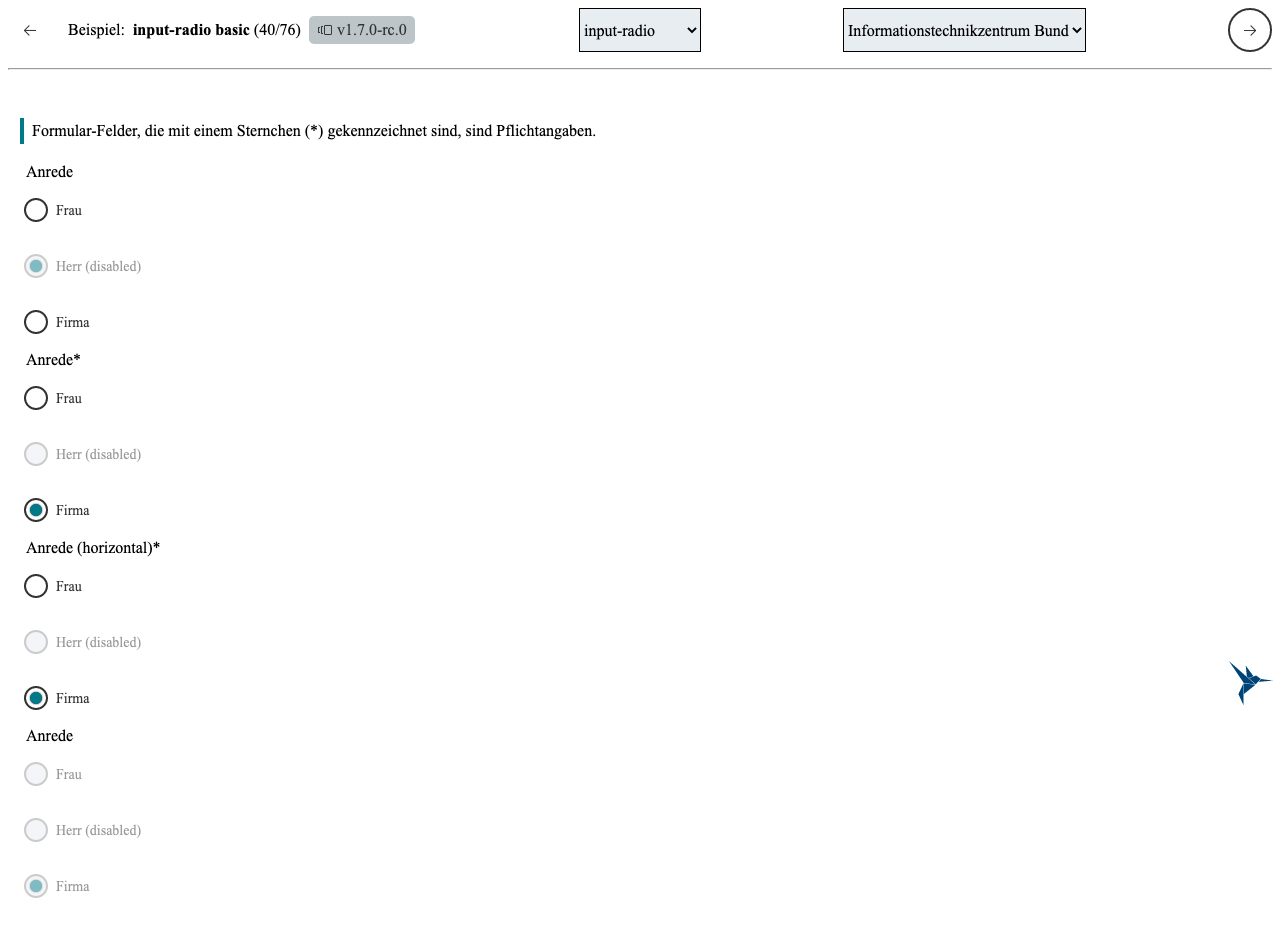 ← Beispiel: input-radio basic (40/76) v1.7.0-rc.0 input-radio Informationstechnikzentrum Bund →
Formular-Felder, die mit einem Sternchen (*) gekennzeichnet sind, sind Pflichtangaben.
Anrede
Frau
Herr (disabled)
Firma
Anrede*
Frau
Herr (disabled)
Firma
Anrede (horizontal)*
Frau
Herr (disabled)
Firma
Anrede
Frau
Herr (disabled)
Firma